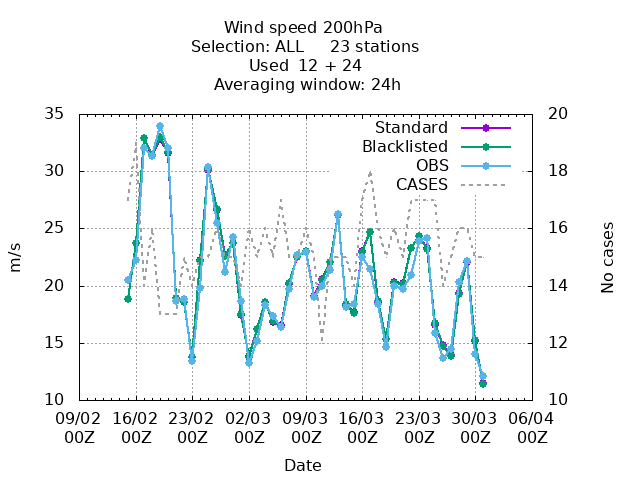 Wind speed 200hPa
Selection: ALL 23 stations
Used 12 + 24
Averaging window: 24h
35 20
Standard
Blacklisted
OBS
CASES
30 18
25 16
20 14
15 12
10 10
m/s
No cases
09/02 16/02 23/02 02/03 09/03 16/03 23/03 30/03 06/04
00Z 00Z 00Z 00Z 00Z 00Z 00Z 00Z 00Z
Date